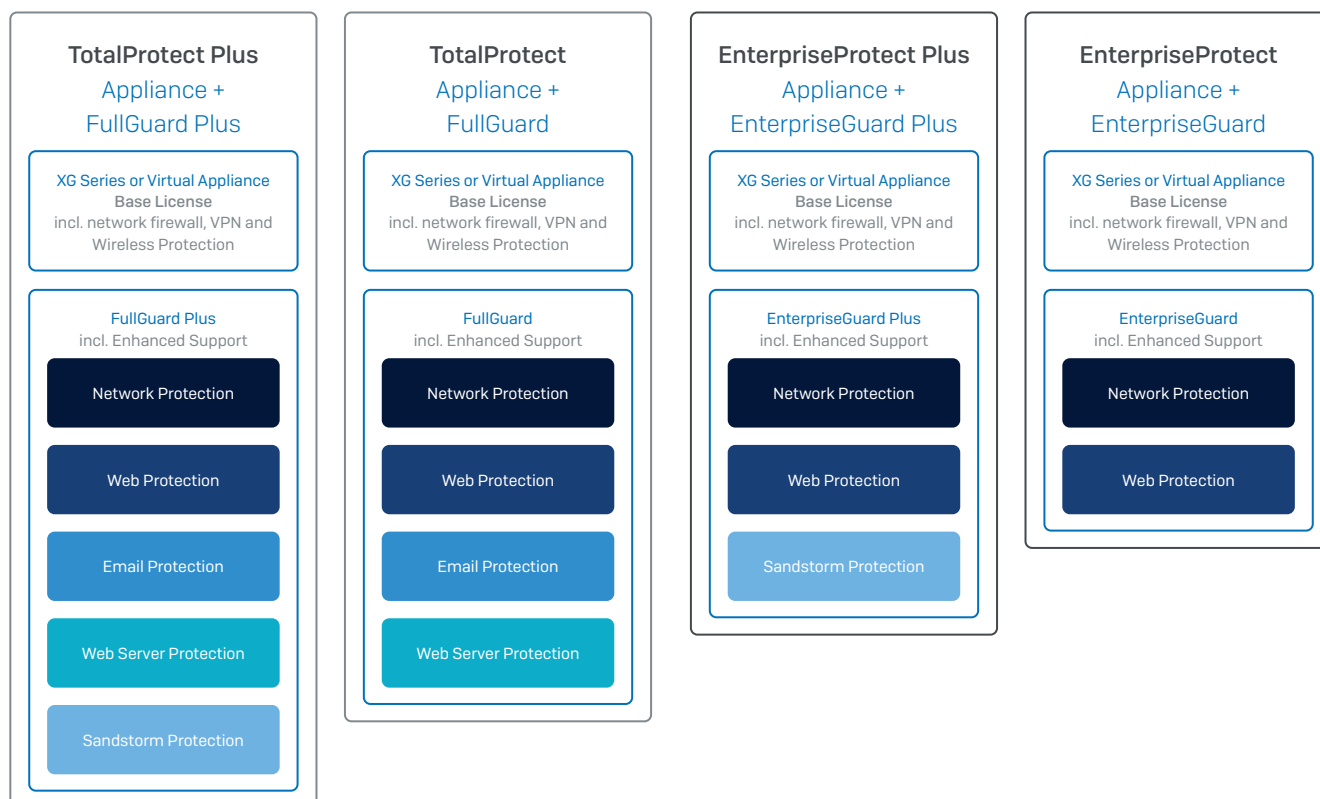 TotalProtect Plus
Appliance +
FullGuard Plus
XG Series or Virtual Appliance
Base License
incl. network firewall, VPN and
Wireless Protection
FullGuard Plus
incl. Enhanced Support
Network Protection
Web Protection
Email Protection
Web Server Protection
Sandstorm Protection
TotalProtect
Appliance +
FullGuard
XG Series or Virtual Appliance
Base License
incl. network firewall, VPN and
Wireless Protection
FullGuard
incl. Enhanced Support
Network Protection
Web Protection
Email Protection
Web Server Protection
EnterpriseProtect Plus
Appliance +
EnterpriseGuard Plus
XG Series or Virtual Appliance
Base License
incl. network firewall, VPN and
Wireless Protection
EnterpriseGuard Plus
incl. Enhanced Support
Network Protection
Web Protection
Sandstorm Protection
EnterpriseProtect
Appliance +
EnterpriseGuard
XG Series or Virtual Appliance
Base License
incl. network firewall, VPN and
Wireless Protection
EnterpriseGuard
incl. Enhanced Support
Network Protection
Web Protection